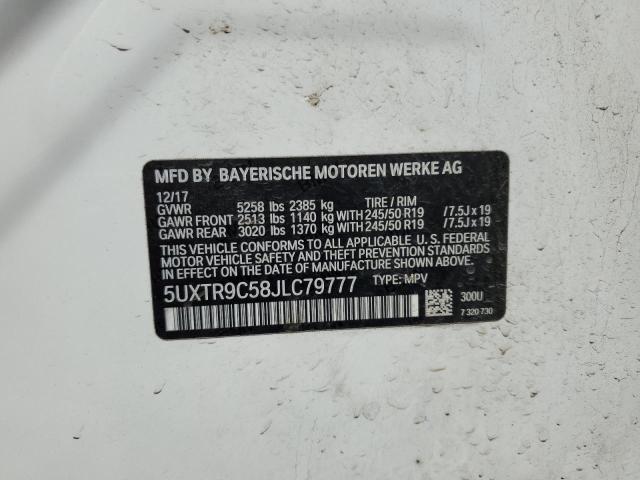 MFD BY BAYERISCHE MOTOREN WERKE AG
12/17
GVWR 5258 lbs 2385 kg TIRE / RIM
GAWR FRONT 2513 lbs 1140 kg WITH 245/50 R19 /7.5J x 19
GAWR REAR 3020 lbs 1370 kg WITH 245/50 R19 /7.5J x 19
THIS VEHICLE CONFORMS TO ALL APPLICABLE U.S. FEDERAL
MOTOR VEHICLE SAFETY, BUMPER, AND THEFT PREVENTION
STANDARDS IN EFFECT ON THE DATE OF MANUFACTURE SHOWN ABOVE.
5UXTR9C58JLC79777 TYPE: MPV
300U
7 320 730